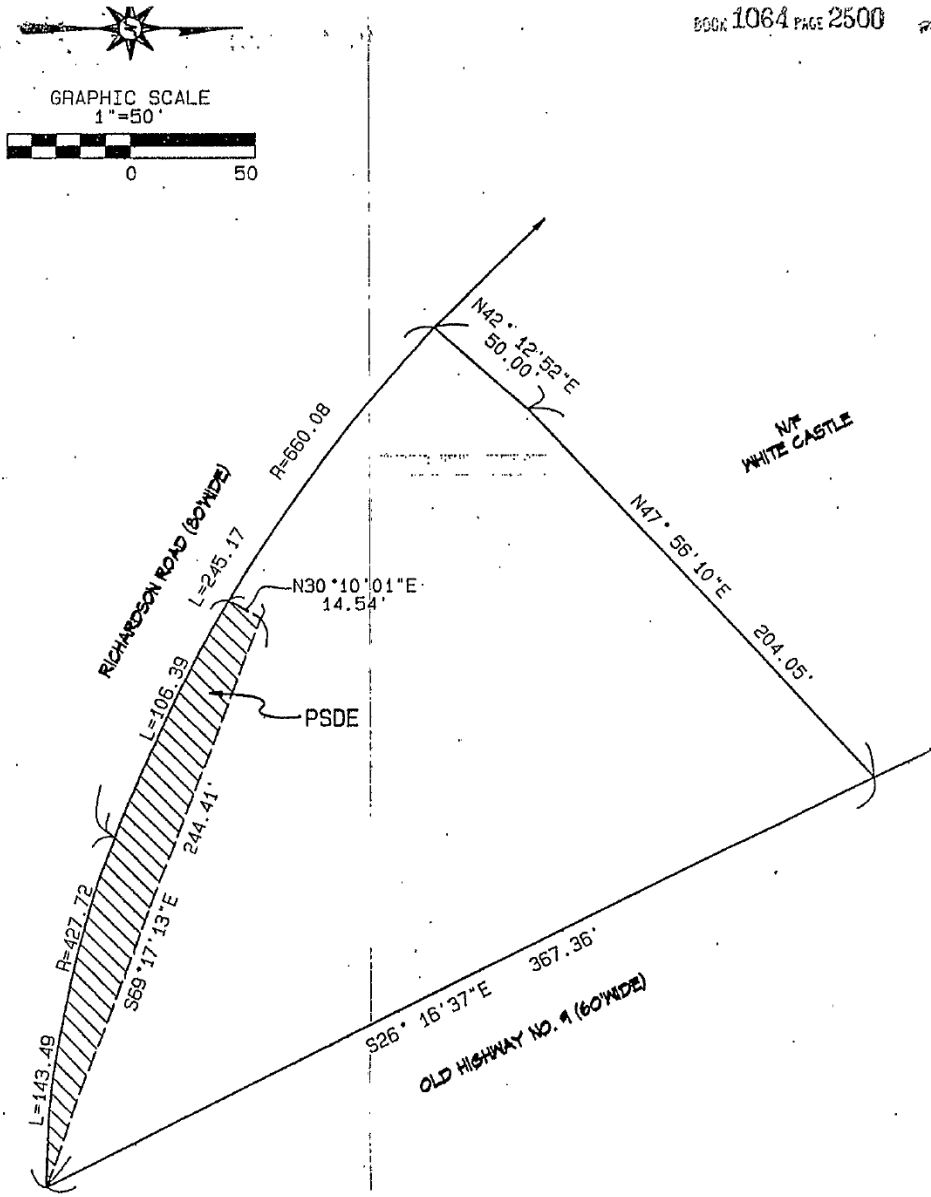 BOOK 1064 PAGE 2500
GRAPHIC SCALE
1"=50'
0 50
N42° 12'52"E
50.00'
R=660.08
N/F
WHITE CASTLE
RICHARDSON ROAD (80'WIDE)
L=245.17
N30°10'01"E
14.54'
N47° 56'10"E
204.05'
L=106.39
PSDE
244.41'
S69°17'13"E
R=427.72
L=143.49
S26° 16'37"E 367.36'
OLD HIGHWAY NO. 9 (60'WIDE)